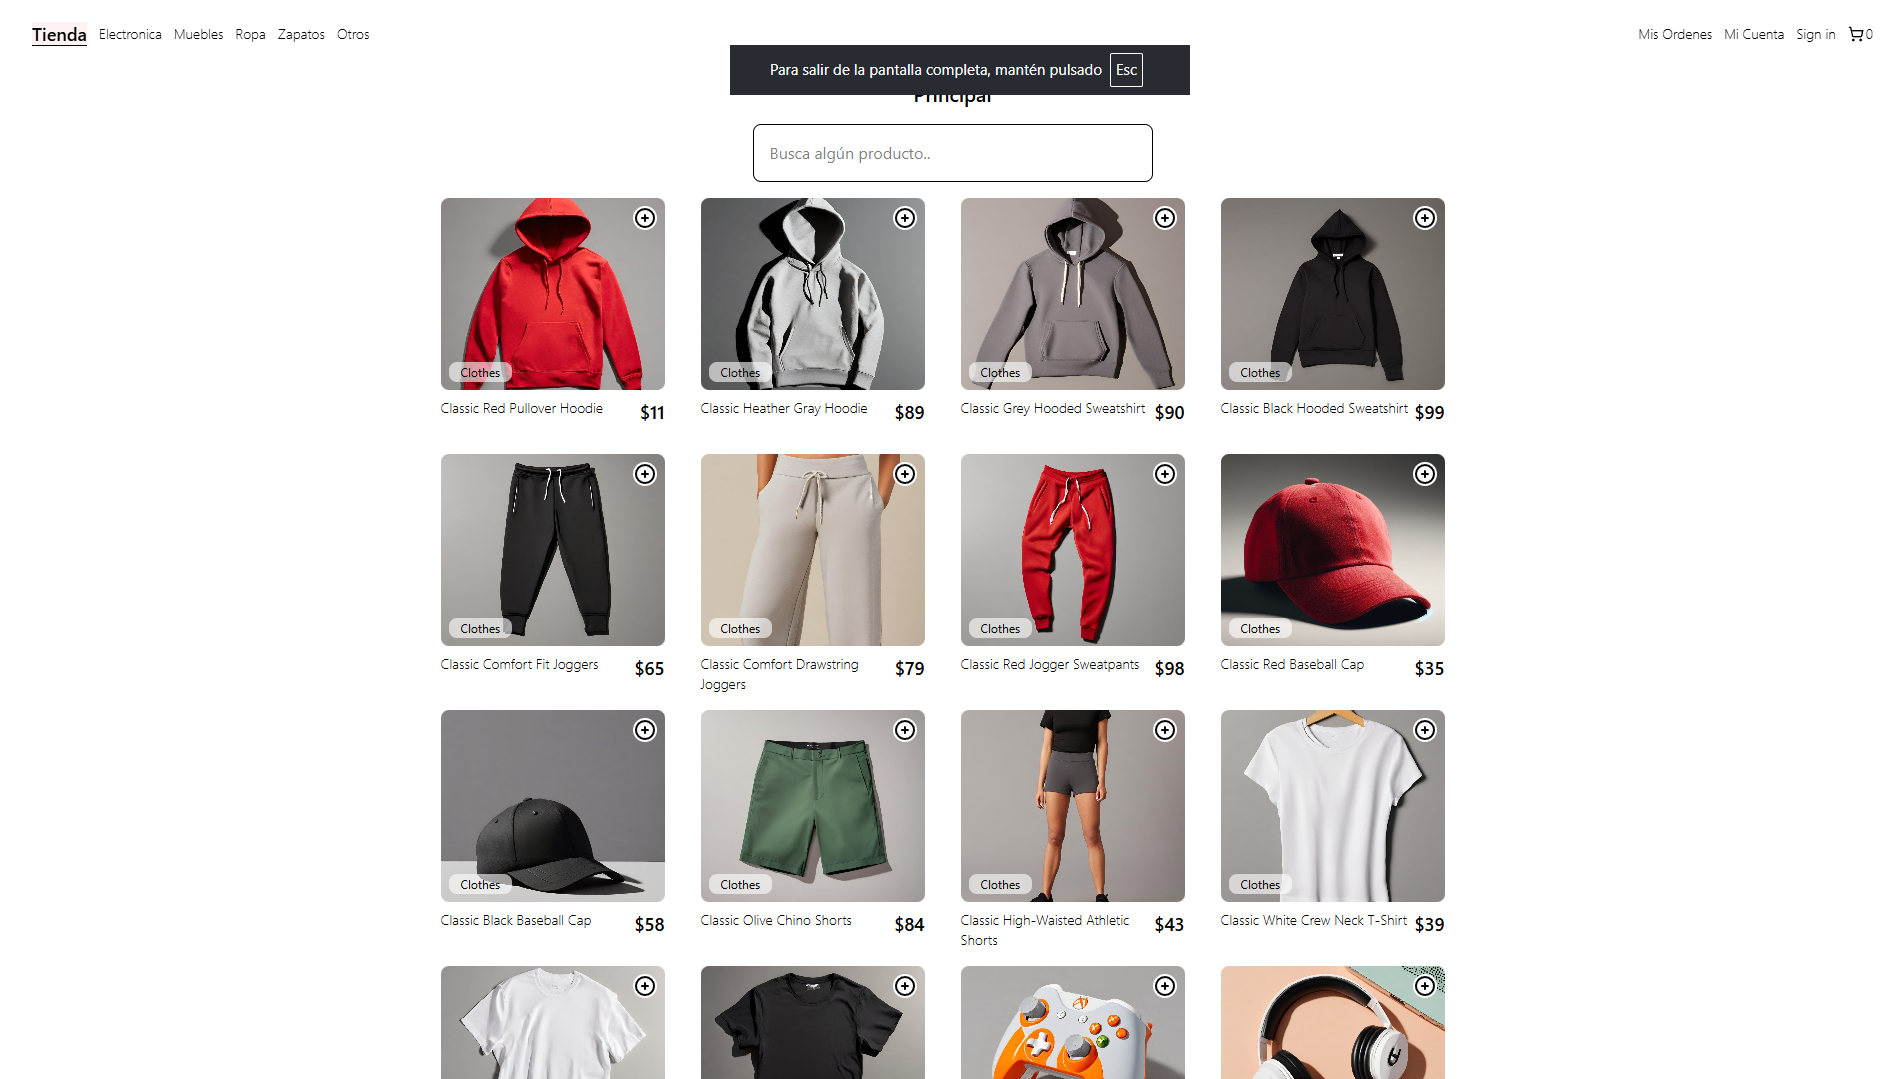 Tienda Electronica Muebles Ropa Zapatos Otros Mis Ordenes Mi Cuenta Sign in 0
Para salir de la pantalla completa, mantén pulsado Esc
Principal
Busca algún producto..
Clothes Clothes Clothes Clothes
Classic Red Pullover Hoodie $11 Classic Heather Gray Hoodie $89 Classic Grey Hooded Sweatshirt $90 Classic Black Hooded Sweatshirt $99
Clothes Clothes Clothes Clothes
Classic Comfort Fit Joggers $65 Classic Comfort Drawstring $79 Classic Red Jogger Sweatpants $98 Classic Red Baseball Cap $35
Joggers
Clothes Clothes Clothes Clothes
Classic Black Baseball Cap $58 Classic Olive Chino Shorts $84 Classic High-Waisted Athletic $43 Classic White Crew Neck T-Shirt $39
Shorts